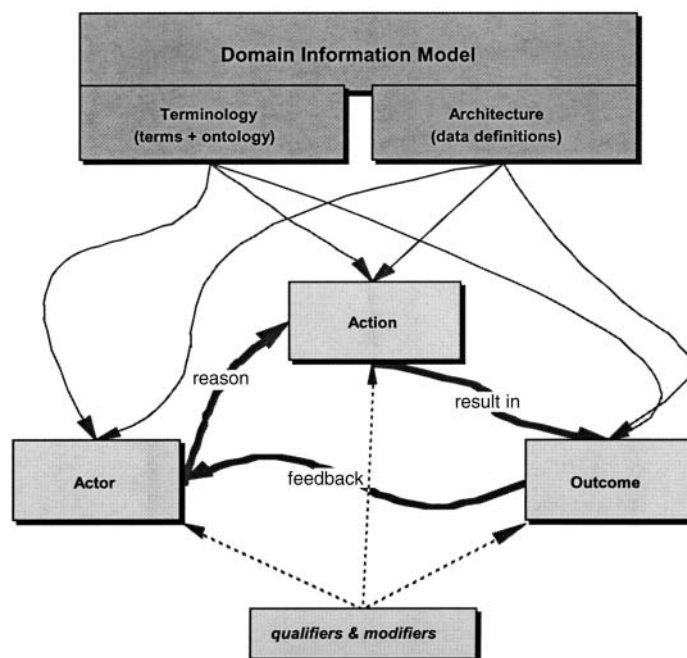 Domain Information Model
Terminology
(terms + ontology)
Architecture
(data definitions)
Action
reason
result in
Actor
feedback
Outcome
qualifiers & modifiers